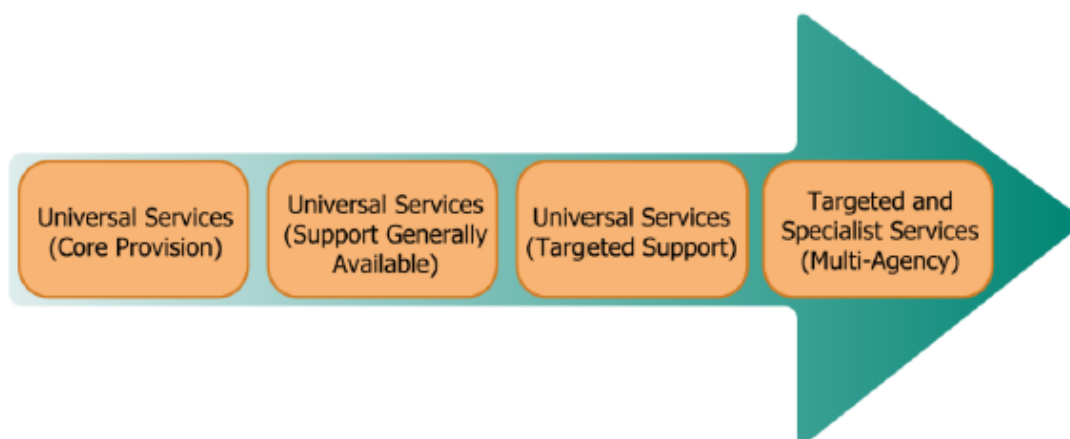 Universal Services
(Core Provision)
Universal Services
(Support Generally
Available)
Universal Services
(Targeted Support)
Targeted and
Specialist Services
(Multi-Agency)